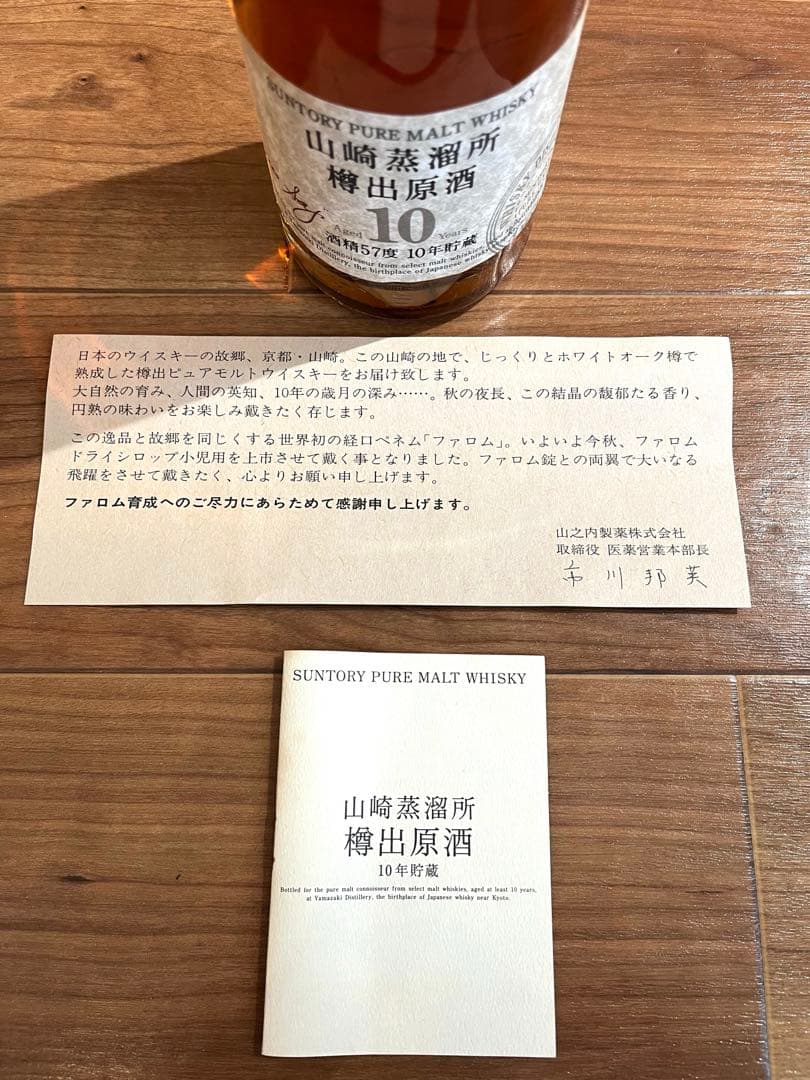 SUNTORY PURE MALT WHISKY
山崎蒸溜所
樽出原酒
Aged 10 Years
酒精57度 10年貯蔵
connoisseur from select malt whiskies,
Distillery, the birthplace of Japanese whisky
日本のウイスキーの故郷、京都・山崎。この山崎の地で、じっくりとホワイトオーク樽で
熟成した樽出ピュアモルトウイスキーをお届け致します。
大自然の育み、人間の英知、10年の歳月の深み……。秋の夜長、この結晶の馥郁たる香り、
円熟の味わいをお楽しみ戴きたく存じます。
この逸品と故郷を同じくする世界初の経口ペネム「ファロム」。いよいよ今秋、ファロム
ドライシロップ小児用を上市させて戴く事となりました。ファロム錠との両翼で大いなる
飛躍をさせて戴きたく、心よりお願い申し上げます。
ファロム育成へのご尽力にあらためて感謝申し上げます。
山之内製薬株式会社
取締役 医薬営業本部長
市川邦英
SUNTORY PURE MALT WHISKY
山崎蒸溜所
樽出原酒
10年貯蔵
Bottled for the pure malt connoisseur from select malt whiskies, aged at least 10 years,
at Yamazaki Distillery, the birthplace of Japanese whisky near Kyoto.